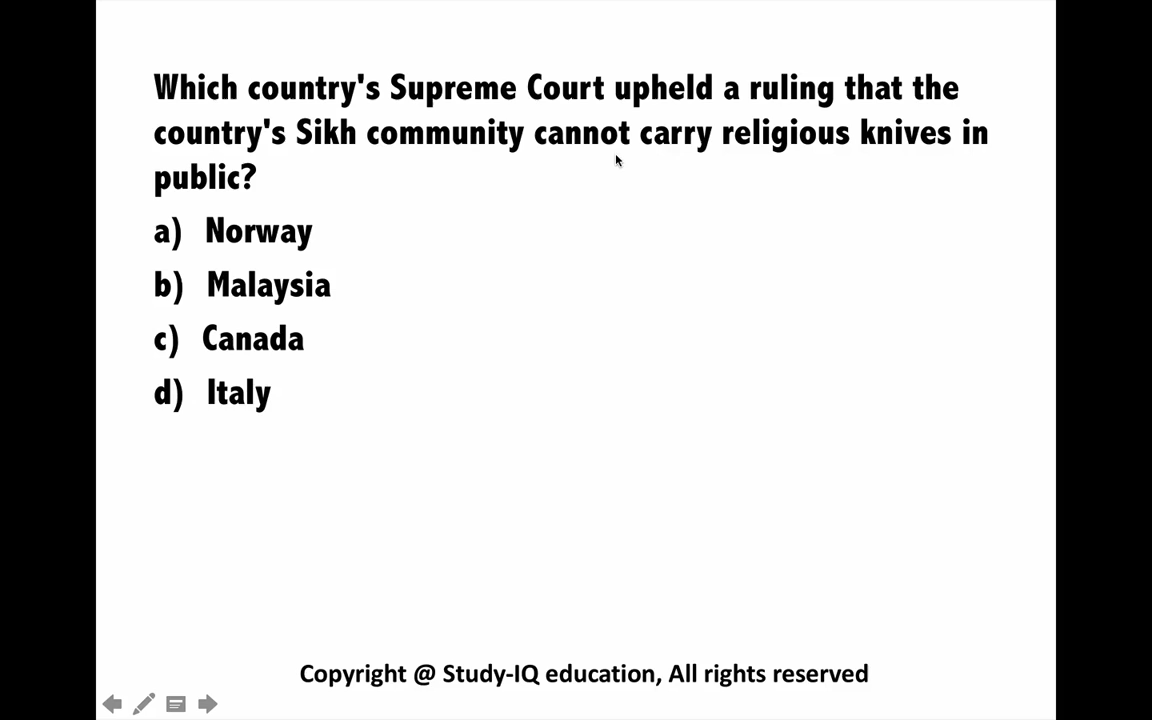 Which country's Supreme Court upheld a ruling that the
country's Sikh community cannot carry religious knives in
public?
a) Norway
b) Malaysia
c) Canada
d) Italy
Copyright @ Study-IQ education, All rights reserved